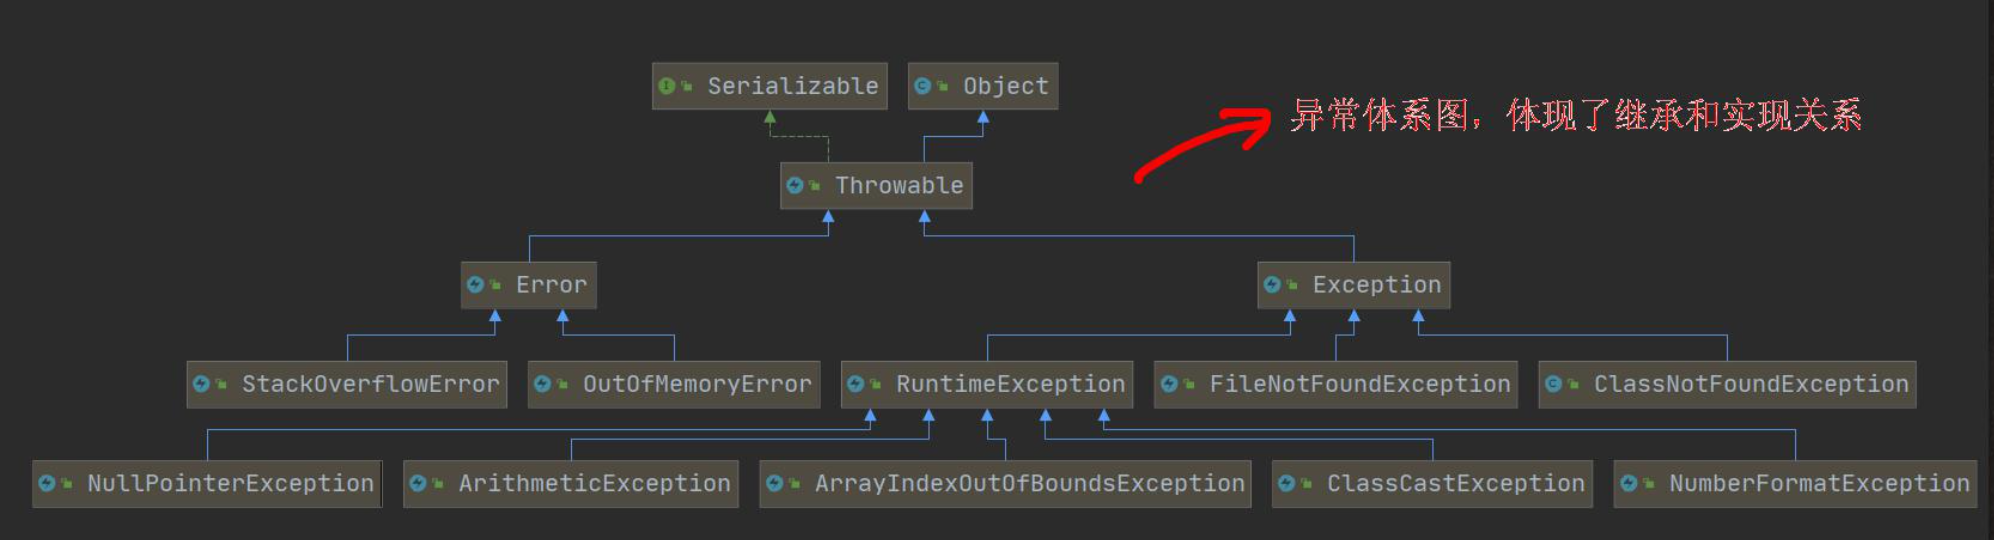 Serializable
Object
异常体系图，体现了继承和实现关系
Throwable
Error
Exception
StackOverflowError
OutOfMemoryError
RuntimeException
FileNotFoundException
ClassNotFoundException
NullPointerException
ArithmeticException
ArrayIndexOutOfBoundsException
ClassCastException
NumberFormatException